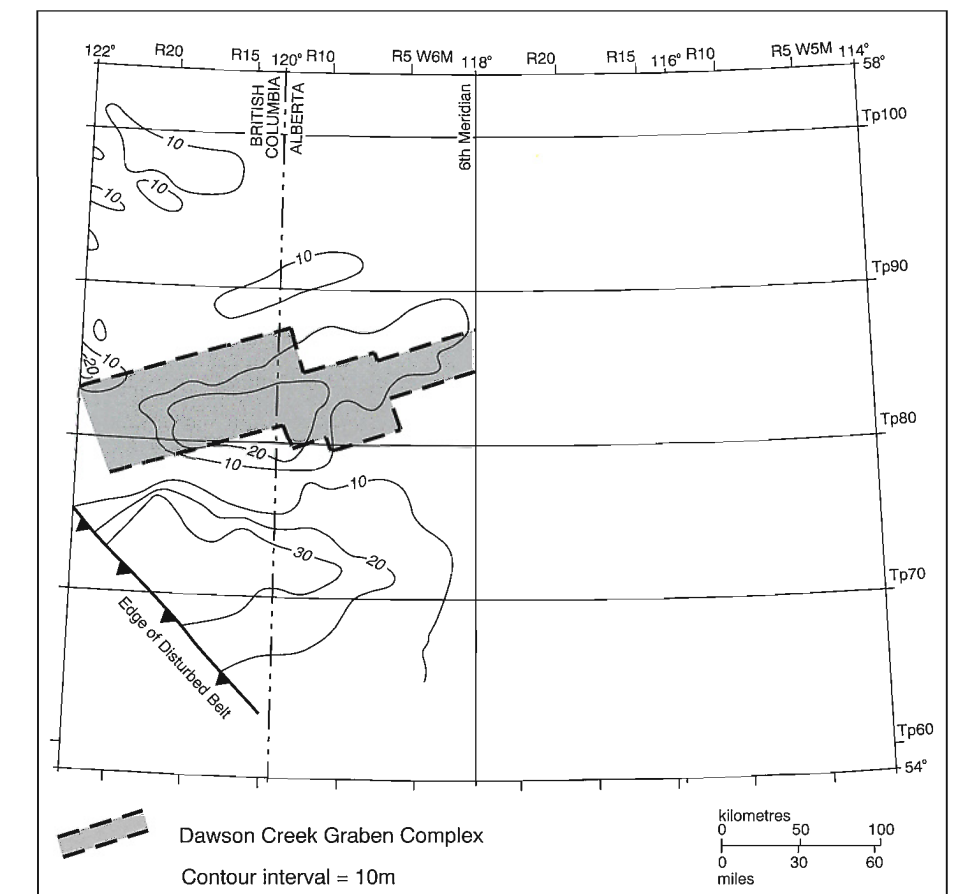 122° R20 R15 120° R10 R5 W6M 118° R20 R15 116° R10 R5 W5M 114°
58°
BRITISH
COLUMBIA
ALBERTA
6th Meridian
Tp100
10
10
10
10
Tp90
10
20
Tp80
20
10
10
30
20
Tp70
Edge of Disturbed Belt
Tp60
54°
Dawson Creek Graben Complex
Contour interval = 10m
kilometres
0 50 100
0 30 60
miles